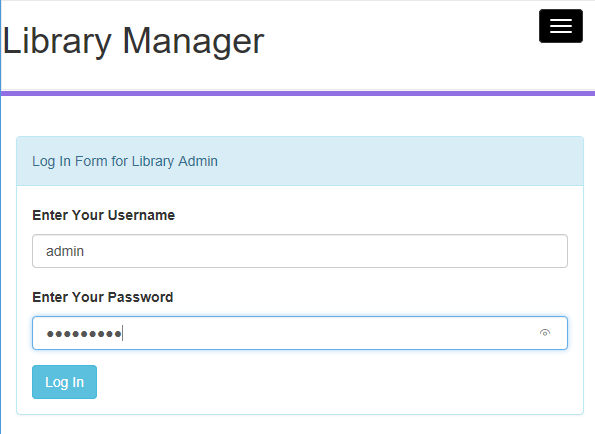 Library Manager
Log In Form for Library Admin
Enter Your Username
admin
Enter Your Password
●●●●●●●●●
Log In